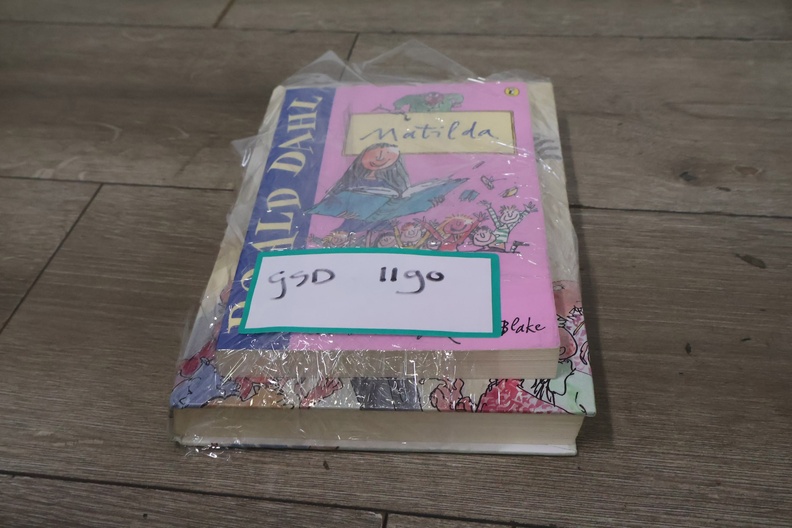 ROALD DAHL
Matilda
GSD 1190
Blake